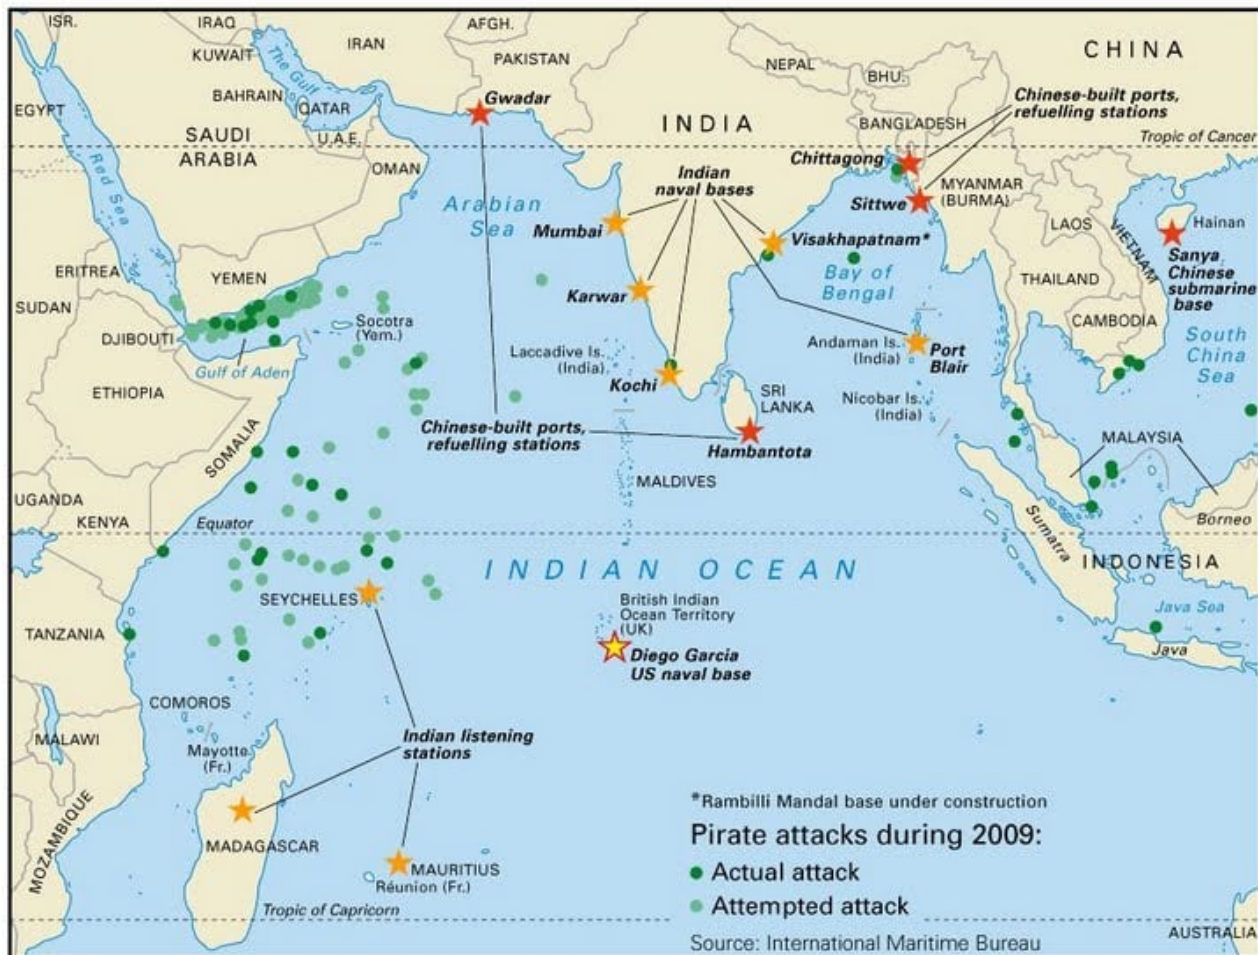 ISR.
IRAQ
KUWAIT
IRAN
AFGH.
PAKISTAN
NEPAL
BHU.
CHINA
The Gulf
BAHRAIN
QATAR
U.A.E.
EGYPT
SAUDI
ARABIA
Red Sea
OMAN
Gwadar
INDIA
BANGLADESH
Chinese-built ports,
refuelling stations
Tropic of Cancer
Chittagong
Sittwe
MYANMAR
(BURMA)
LAOS
VIETNAM
Hainan
Sanya
Chinese
submarine
base
THAILAND
CAMBODIA
South
China
Sea
Arabian
Sea
Indian
naval bases
Mumbai
Karwar
Kochi
Visakhapatnam*
Bay of
Bengal
Andaman Is.
(India)
Port
Blair
Nicobar Is.
(India)
ERITREA
YEMEN
SUDAN
DJIBOUTI
Gulf of Aden
Socotra
(Yem.)
Laccadive Is.
(India)
ETHIOPIA
SOMALIA
Chinese-built ports,
refuelling stations
SRI
LANKA
Hambantota
MALDIVES
MALAYSIA
UGANDA
KENYA
Equator
Sumatra
Borneo
INDONESIA
INDIAN OCEAN
SEYCHELLES
British Indian
Ocean Territory
(UK)
Diego Garcia
US naval base
Java Sea
Java
TANZANIA
COMOROS
Mayotte
(Fr.)
MALAWI
Indian listening
stations
MOZAMBIQUE
MADAGASCAR
MAURITIUS
Réunion (Fr.)
Tropic of Capricorn
*Rambilli Mandal base under construction
Pirate attacks during 2009:
Actual attack
Attempted attack
Source: International Maritime Bureau
AUSTRALIA